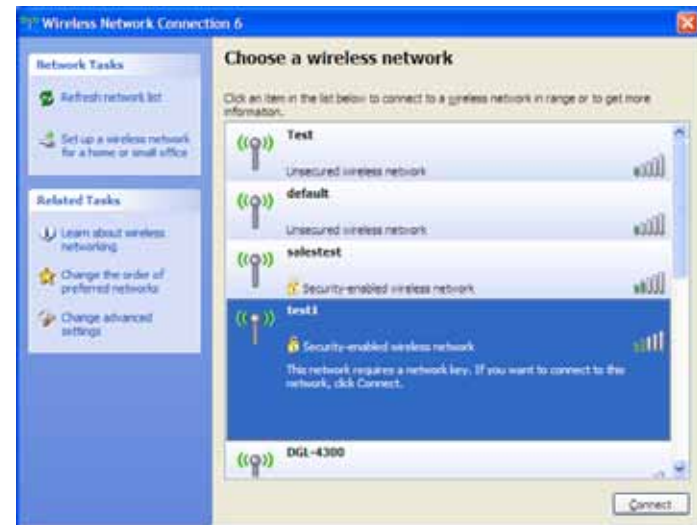 Wireless Network Connection 6
Network Tasks
Refresh network list
Set up a wireless network
for a home or small office
Related Tasks
Learn about wireless
networking
Change the order of
preferred networks
Change advanced
settings
Choose a wireless network
Click an item in the list below to connect to a wireless network in range or to get more
information.
Test
Unsecured wireless network
default
Unsecured wireless network
salestest
Security-enabled wireless network
test1
Security-enabled wireless network
This network requires a network key. If you want to connect to this
network, click Connect.
DGL-4300
Connect